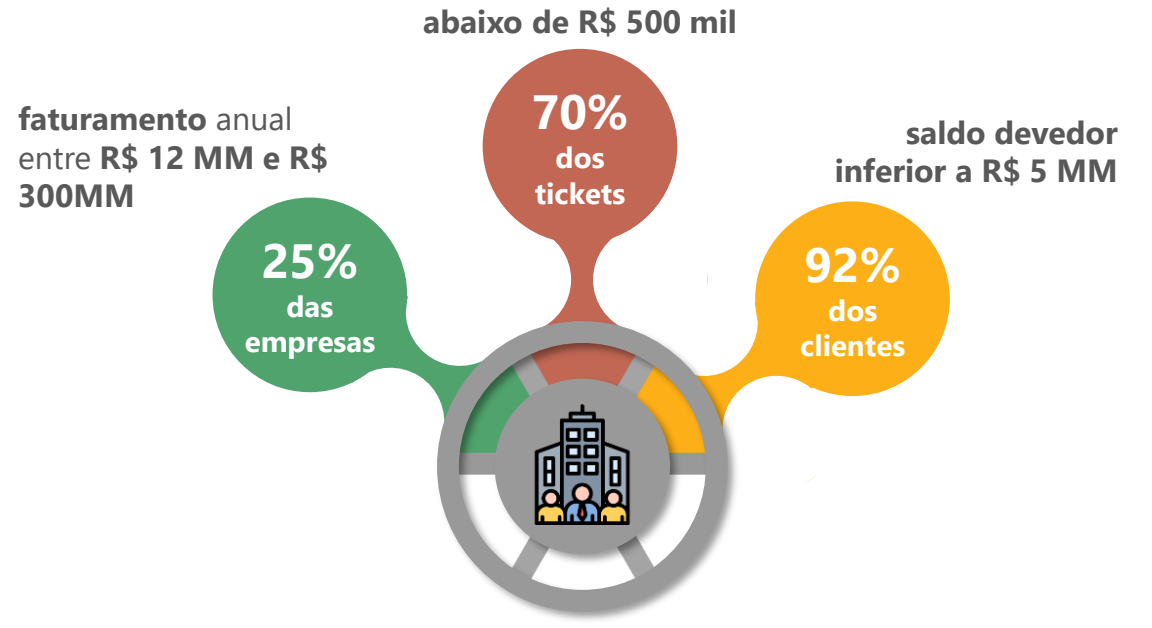 abaixo de R$ 500 mil
70%
dos
tickets
faturamento anual
entre R$ 12 MM e R$
300MM
25%
das
empresas
saldo devedor
inferior a R$ 5 MM
92%
dos
clientes